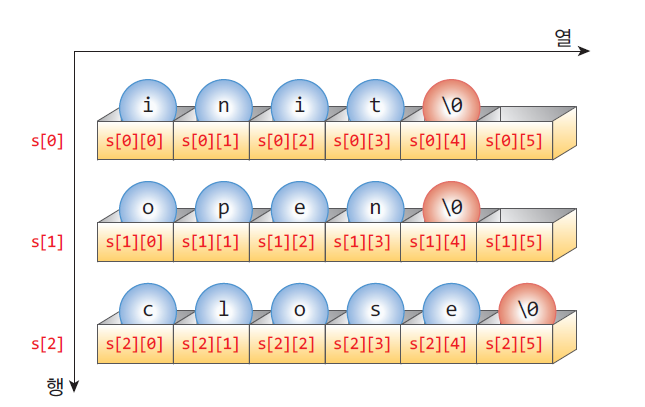 열
i n i t \0
s[0] s[0][0] s[0][1] s[0][2] s[0][3] s[0][4] s[0][5]
o p e n \0
s[1] s[1][0] s[1][1] s[1][2] s[1][3] s[1][4] s[1][5]
c l o s e \0
s[2] s[2][0] s[2][1] s[2][2] s[2][3] s[2][4] s[2][5]
행